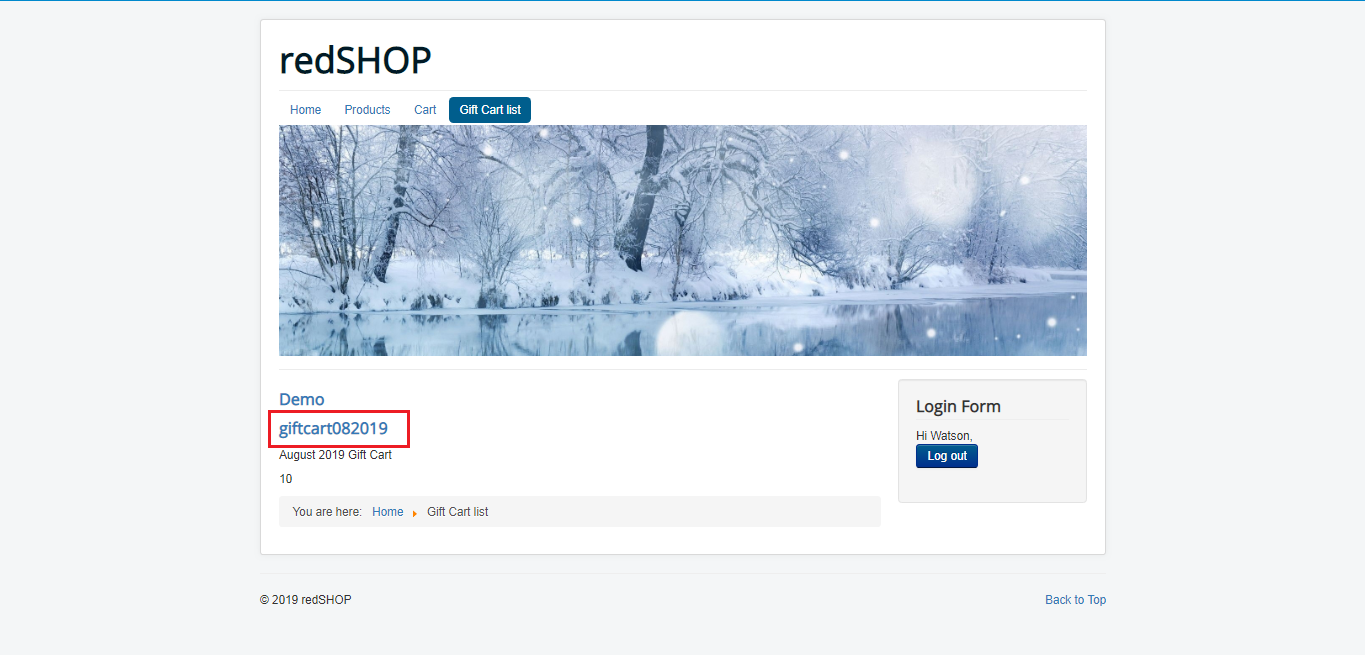 redSHOP
Home Products Cart Gift Cart list
Demo
giftcart082019
August 2019 Gift Cart
10
You are here: Home Gift Cart list
Login Form
Hi Watson,
Log out
© 2019 redSHOP
Back to Top